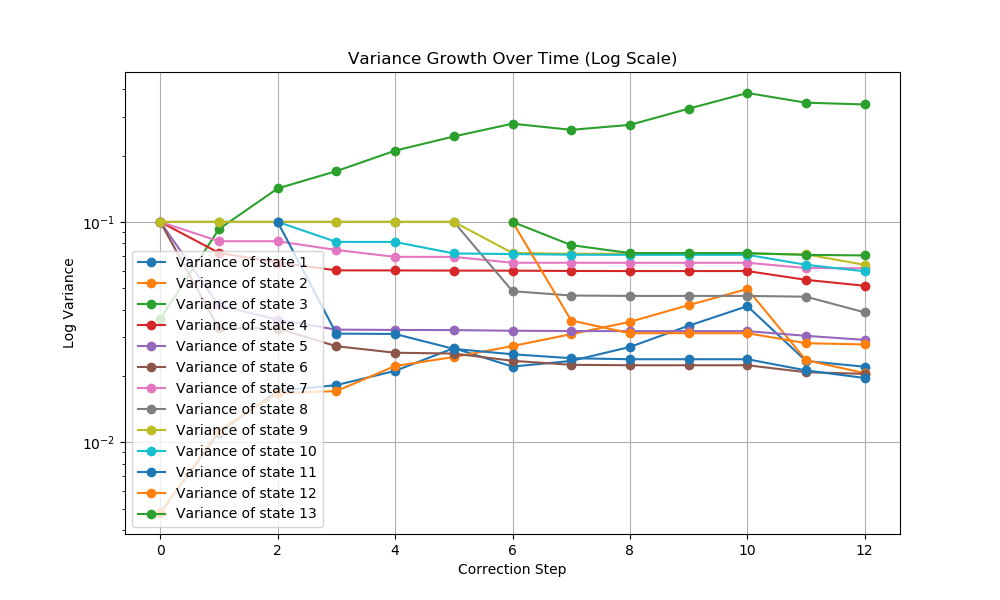 Variance Growth Over Time (Log Scale)
Log Variance
10⁻¹
10⁻²
Variance of state 1
Variance of state 2
Variance of state 3
Variance of state 4
Variance of state 5
Variance of state 6
Variance of state 7
Variance of state 8
Variance of state 9
Variance of state 10
Variance of state 11
Variance of state 12
Variance of state 13
0 2 4 6 8 10 12
Correction Step